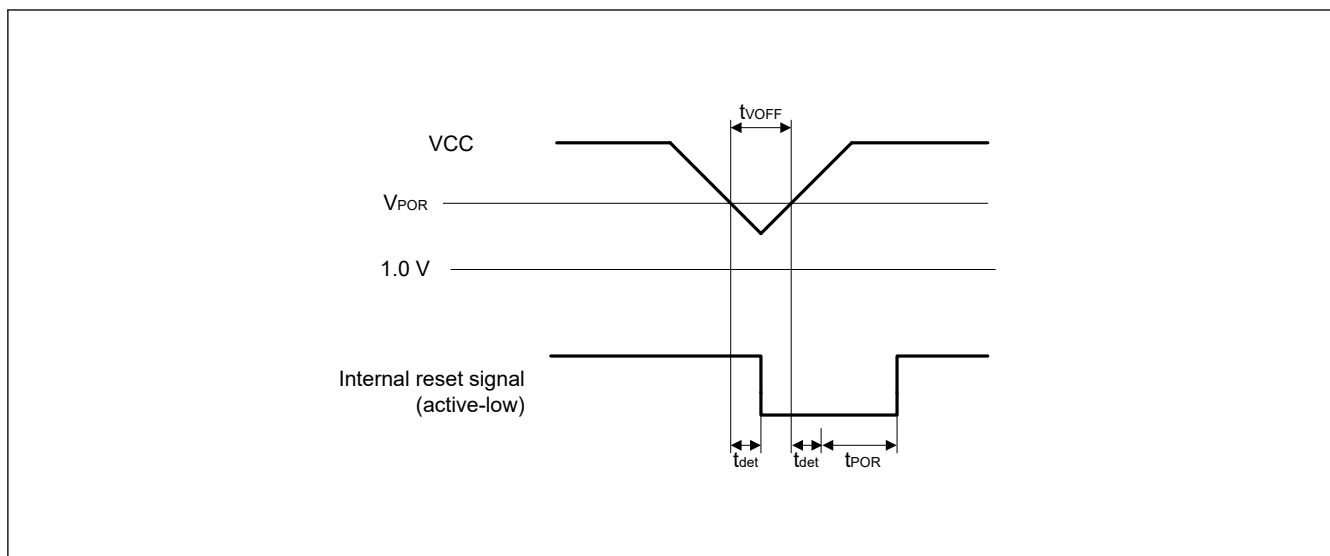 tVOFF
VCC
VPOR
1.0 V
Internal reset signal
(active-low)
tdet
tdet
tPOR